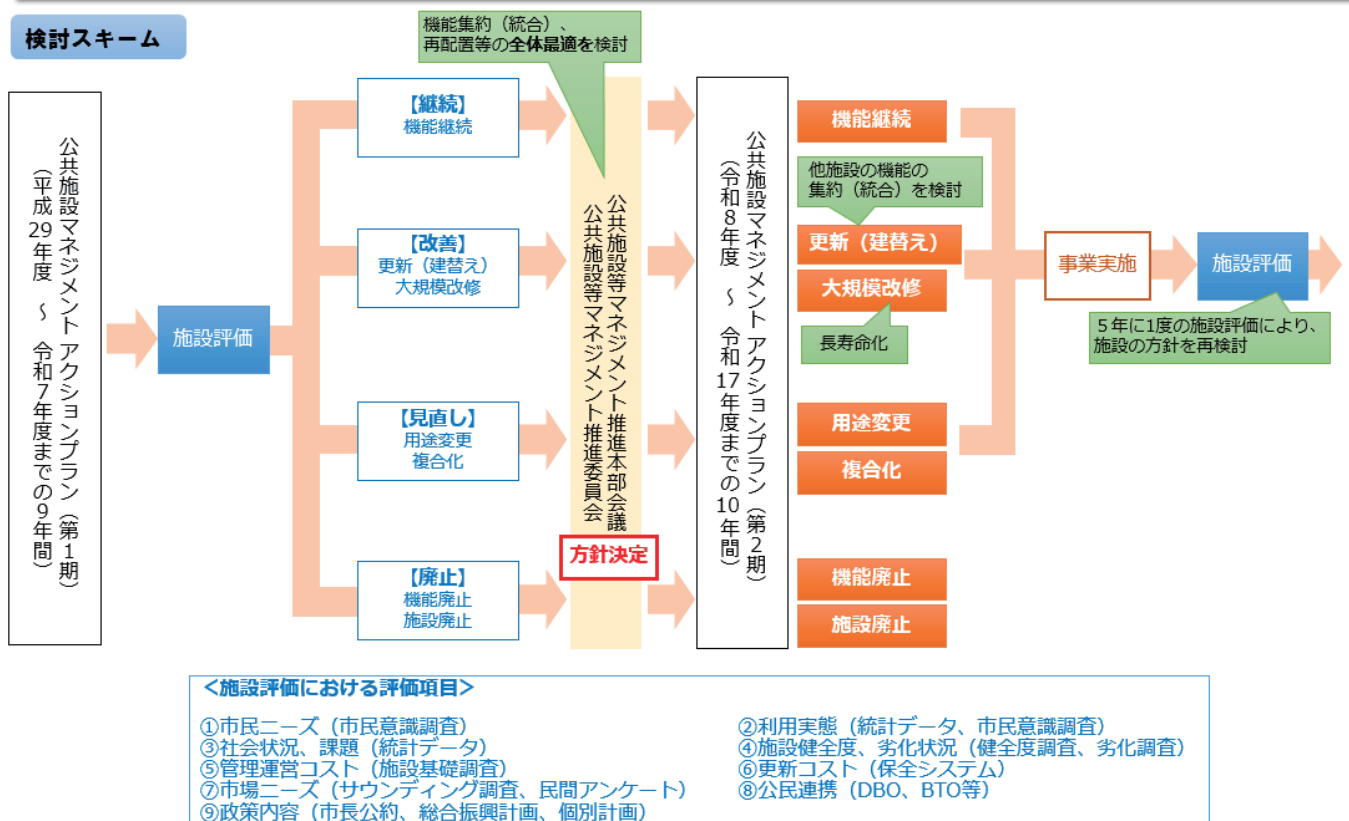 検討スキーム
機能集約（統合）、
再配置等の全体最適を検討
公共施設マネジメント アクションプラン（第1期）
（平成29年度 ～ 令和7年度までの9年間）
施設評価
【継続】
機能継続
【改善】
更新（建替え）
大規模改修
【見直し】
用途変更
複合化
【廃止】
機能廃止
施設廃止
公共施設等マネジメント推進本部会議
公共施設等マネジメント推進委員会
方針決定
公共施設マネジメント アクションプラン（第2期）
（令和8年度 ～ 令和17年度までの10年間）
機能継続
他施設の機能の
集約（統合）を検討
更新（建替え）
大規模改修
長寿命化
用途変更
複合化
機能廃止
施設廃止
事業実施
施設評価
５年に1度の施設評価により、
施設の方針を再検討
＜施設評価における評価項目＞
①市民ニーズ（市民意識調査）
②利用実態（統計データ、市民意識調査）
③社会状況、課題（統計データ）
④施設健全度、劣化状況（健全度調査、劣化調査）
⑤管理運営コスト（施設基礎調査）
⑥更新コスト（保全システム）
⑦市場ニーズ（サウンディング調査、民間アンケート）
⑧公民連携（DBO、BTO等）
⑨政策内容（市長公約、総合振興計画、個別計画）